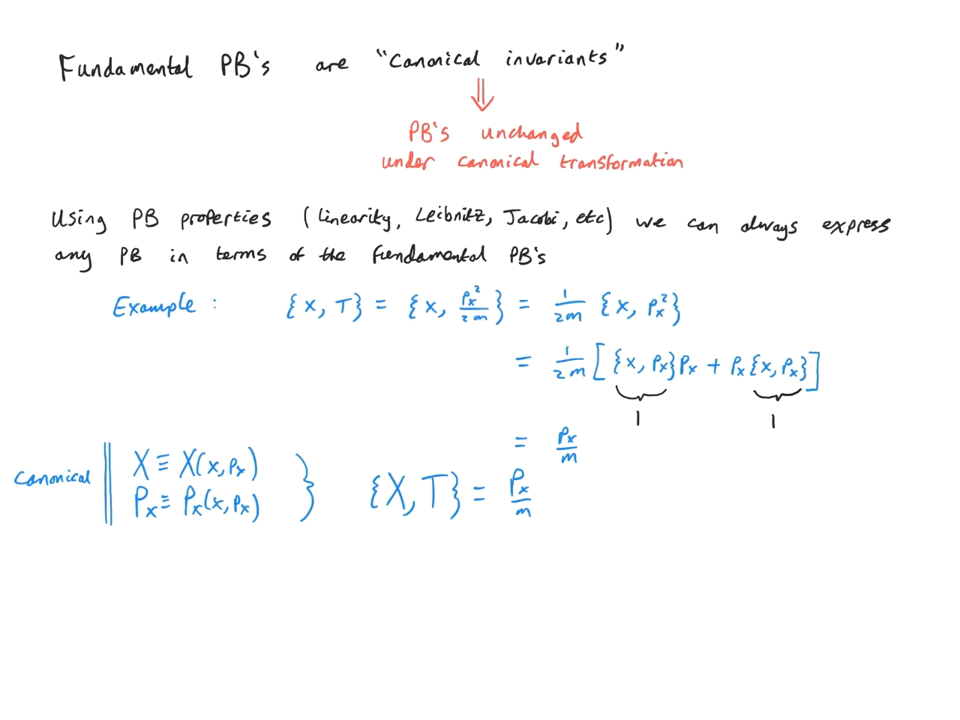 Fundamental PB's are "Canonical invariants"
⇓
PB's unchanged
under canonical transformation
Using PB properties (linearity, Leibnitz, Jacobi, etc) we can always express
any PB in terms of the fundamental PB's
Example : {x, T} = {x, pₓ²/2m} = 1/2m {x, pₓ²}
= 1/2m [{x, pₓ}pₓ + pₓ{x, pₓ}]
1 1
= pₓ/m
Canonical || X ≡ X(x, pₓ)
Pₓ ≡ Pₓ(x, pₓ) } {X, T} = Pₓ/m